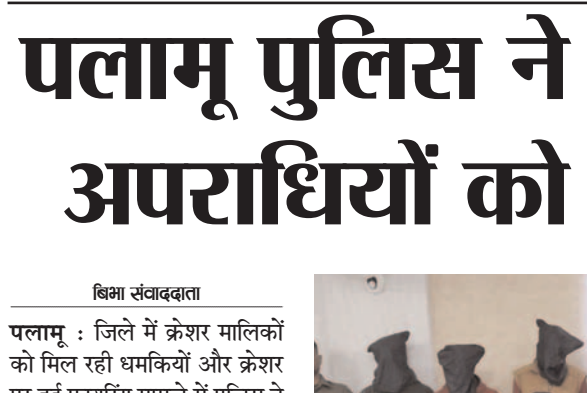 पलामू पुलिस ने
अपराधियों को
बिभा संवाददाता
पलामू : जिले में क्रेशर मालिकों
को मिल रही धमकियों और क्रेशर